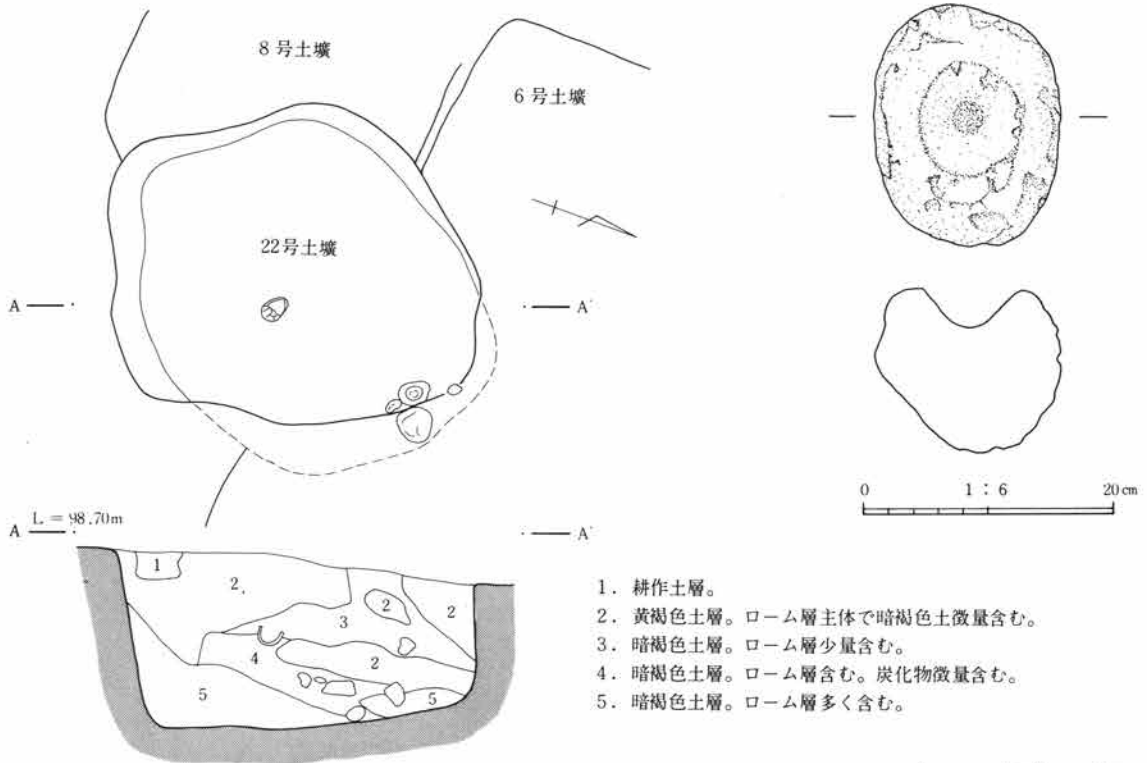 8号土壙
6号土壙
22号土壙
A
A′
L=98.70m
A
A′
1
2
2
2
3
4
2
5
5
0 1:6 20cm
1. 耕作土層。
2. 黄褐色土層。ローム層主体で暗褐色土微量含む。
3. 暗褐色土層。ローム層少量含む。
4. 暗褐色土層。ローム層含む。炭化物微量含む。
5. 暗褐色土層。ローム層多く含む。